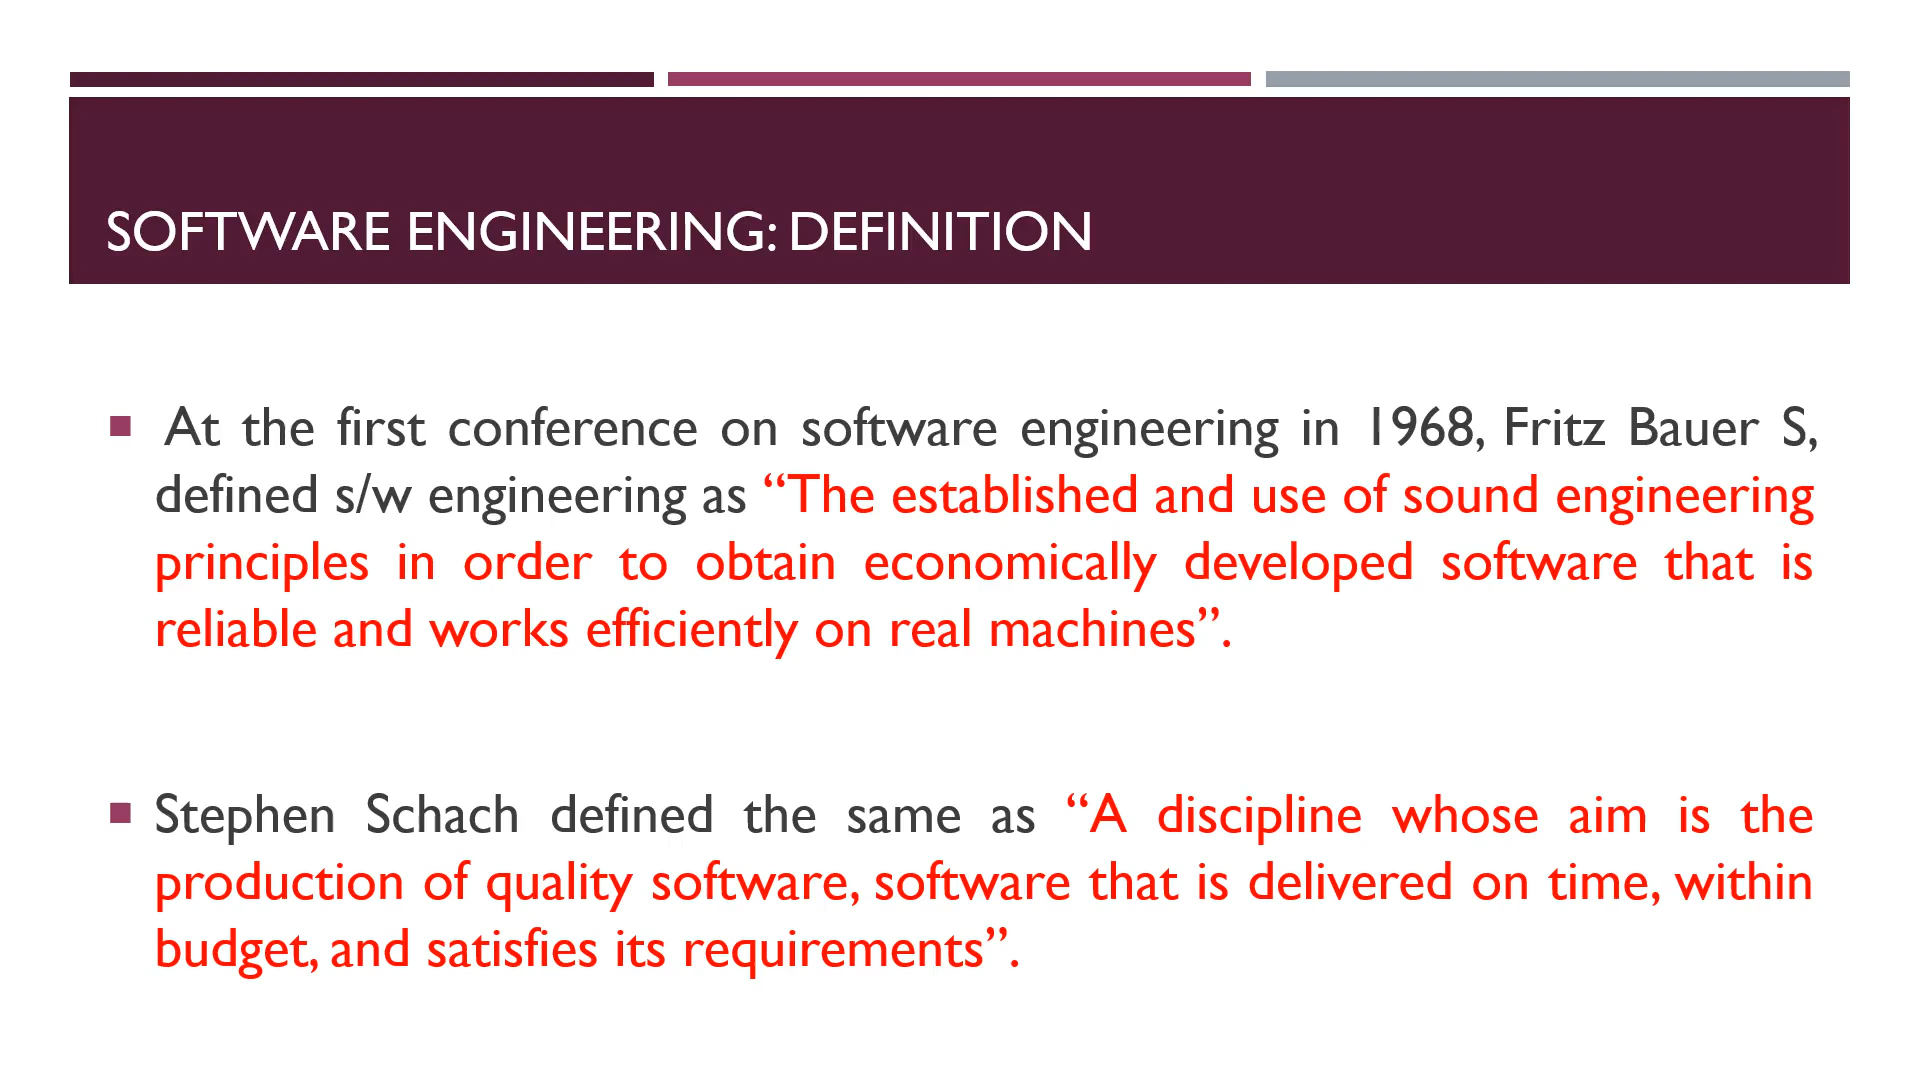 SOFTWARE ENGINEERING: DEFINITION
At the first conference on software engineering in 1968, Fritz Bauer S,
defined s/w engineering as “The established and use of sound engineering
principles in order to obtain economically developed software that is
reliable and works efficiently on real machines”.
Stephen Schach defined the same as “A discipline whose aim is the
production of quality software, software that is delivered on time, within
budget, and satisfies its requirements”.